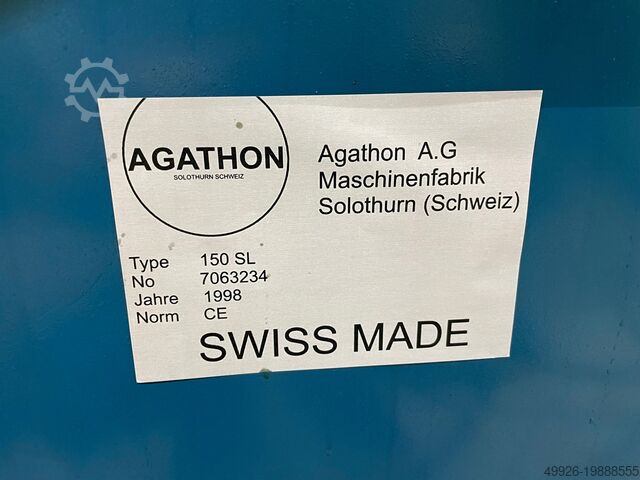 AGATHON
SOLOTHURN SCHWEIZ
Agathon A.G
Maschinenfabrik
Solothurn (Schweiz)
Type 150 SL
No 7063234
Jahre 1998
Norm CE
SWISS MADE
49926-19888555